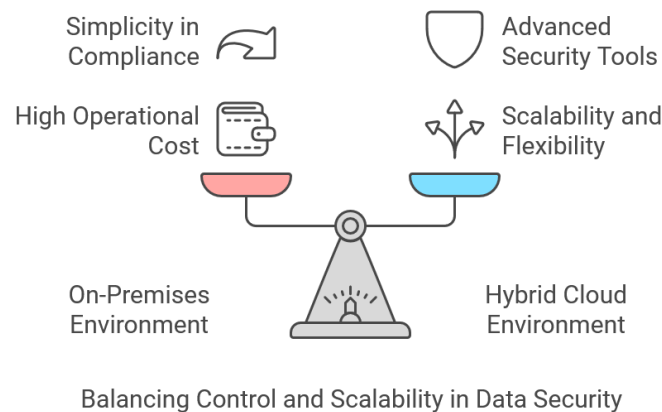 Simplicity in
Compliance
Advanced
Security Tools
High Operational
Cost
Scalability and
Flexibility
On-Premises
Environment
Hybrid Cloud
Environment
Balancing Control and Scalability in Data Security